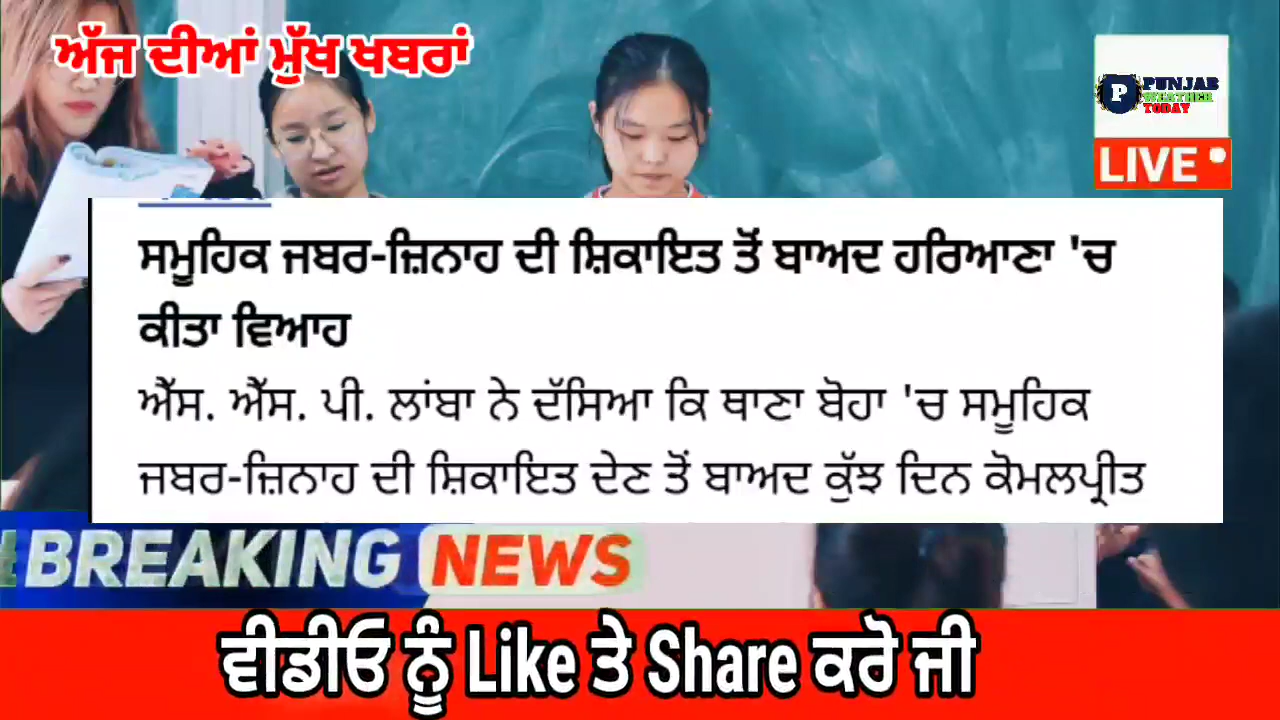 ਅੱਜ ਦੀਆਂ ਮੁੱਖ ਖਬਰਾਂ
P PUNJAB
WEATHER
TODAY
LIVE
ਸਮੂਹਿਕ ਜਬਰ-ਜ਼ਿਨਾਹ ਦੀ ਸ਼ਿਕਾਇਤ ਤੋਂ ਬਾਅਦ ਹਰਿਆਣਾ 'ਚ
ਕੀਤਾ ਵਿਆਹ
ਐੱਸ. ਐੱਸ. ਪੀ. ਲਾਂਬਾ ਨੇ ਦੱਸਿਆ ਕਿ ਥਾਣਾ ਬੋਹਾ 'ਚ ਸਮੂਹਿਕ
ਜਬਰ-ਜ਼ਿਨਾਹ ਦੀ ਸ਼ਿਕਾਇਤ ਦੇਣ ਤੋਂ ਬਾਅਦ ਕੁੱਝ ਦਿਨ ਕੋਮਲਪ੍ਰੀਤ
BREAKING NEWS
ਵੀਡੀਓ ਨੂੰ Like ਤੇ Share ਕਰੋ ਜੀ